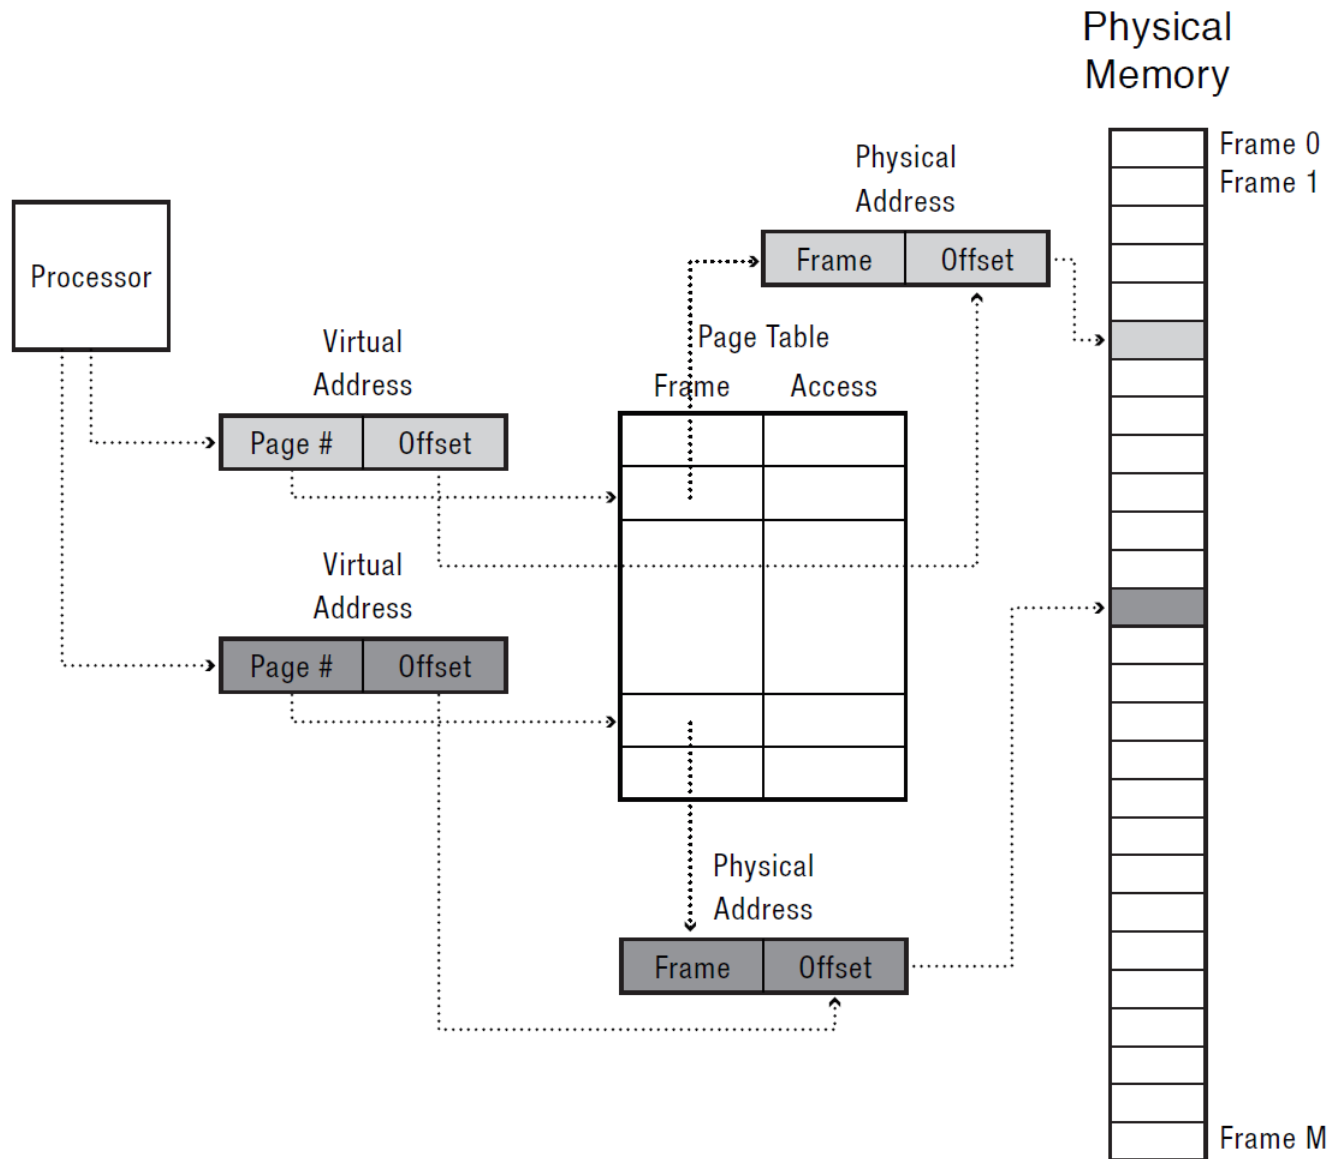 Physical
Memory
Frame 0
Frame 1
Physical
Address
Frame Offset
Processor
Virtual
Address
Page # Offset
Page Table
Frame Access
Virtual
Address
Page # Offset
Physical
Address
Frame Offset
Frame M